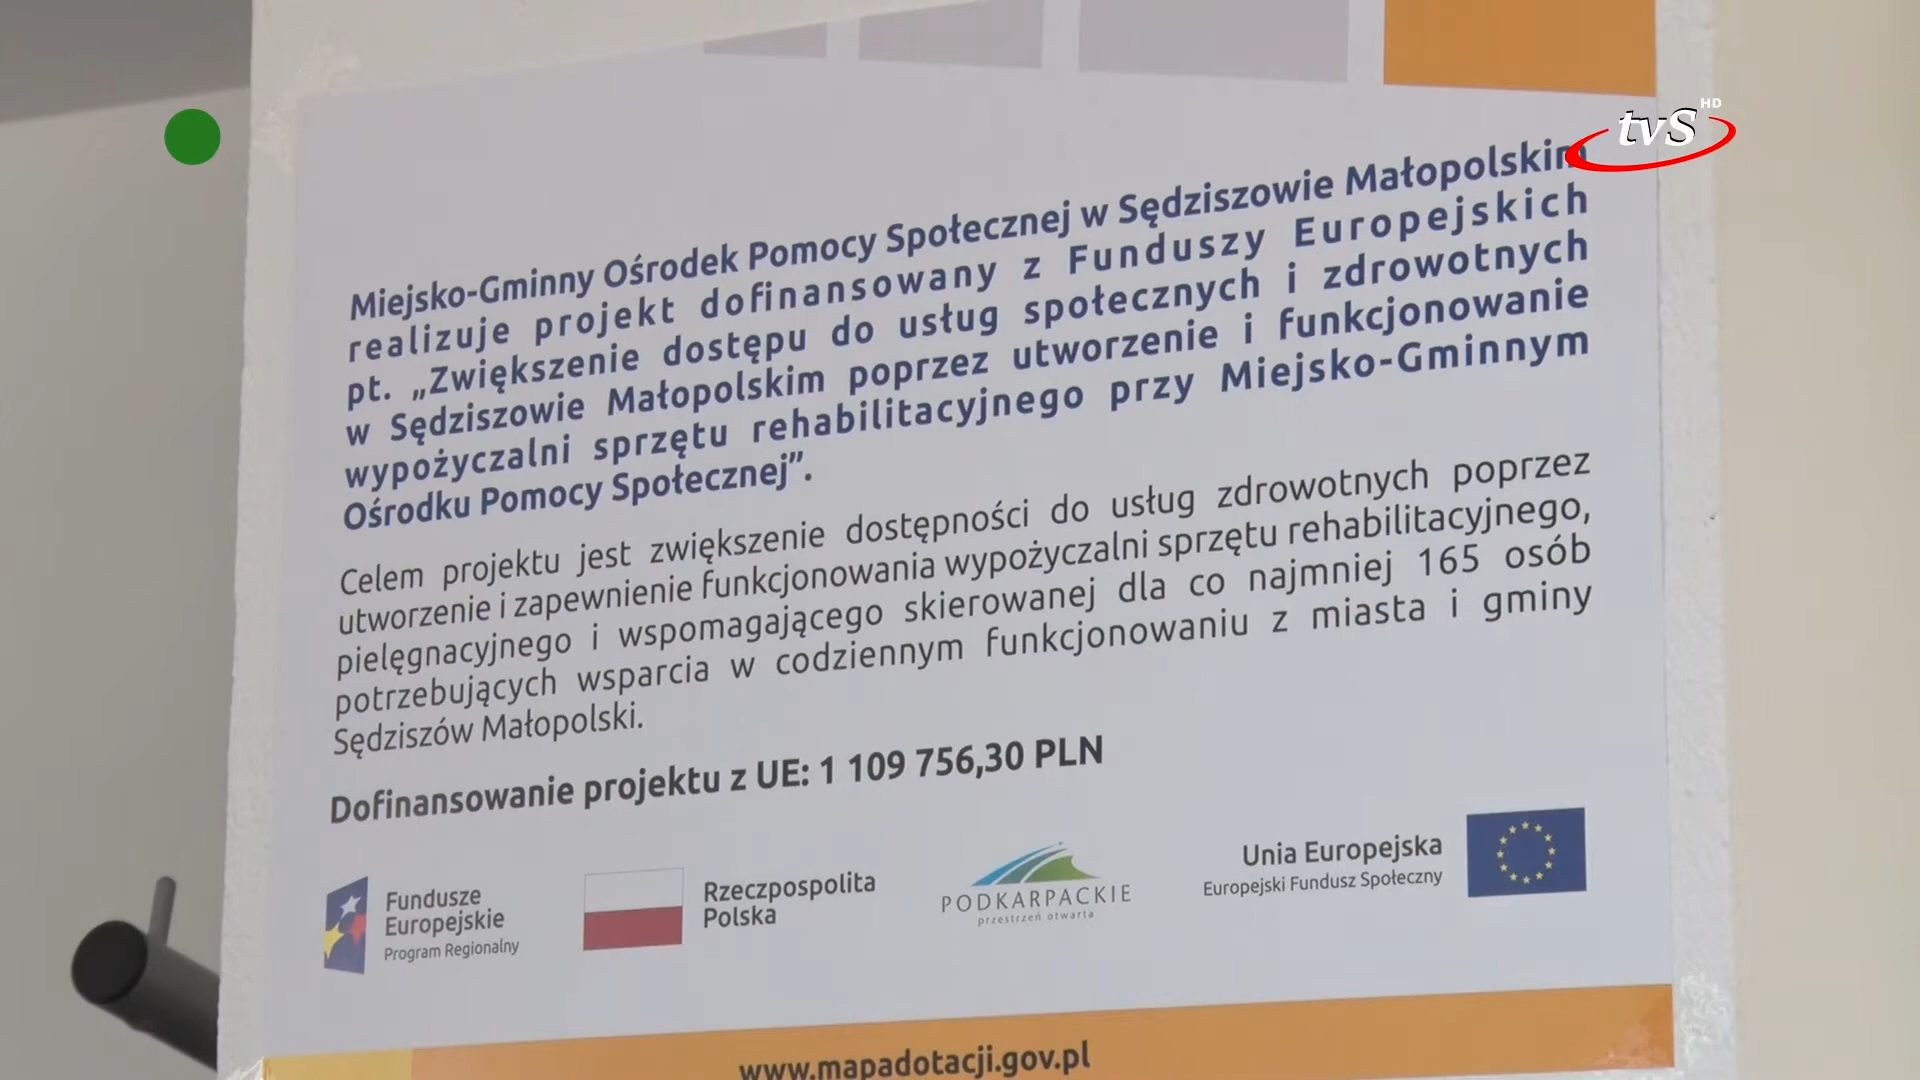 tvS HD
Miejsko-Gminny Ośrodek Pomocy Społecznej w Sędziszowie Małopolskim
realizuje projekt dofinansowany z Funduszy Europejskich
pt. „Zwiększenie dostępu do usług społecznych i zdrowotnych
w Sędziszowie Małopolskim poprzez utworzenie i funkcjonowanie
wypożyczalni sprzętu rehabilitacyjnego przy Miejsko-Gminnym
Ośrodku Pomocy Społecznej”.
Celem projektu jest zwiększenie dostępności do usług zdrowotnych poprzez
utworzenie i zapewnienie funkcjonowania wypożyczalni sprzętu rehabilitacyjnego,
pielęgnacyjnego i wspomagającego skierowanej dla co najmniej 165 osób
potrzebujących wsparcia w codziennym funkcjonowaniu z miasta i gminy
Sędziszów Małopolski.
Dofinansowanie projektu z UE: 1 109 756,30 PLN
Fundusze
Europejskie
Program Regionalny
Rzeczpospolita
Polska
PODKARPACKIE
przestrzeń otwarta
Unia Europejska
Europejski Fundusz Społeczny
www.mapadotacji.gov.pl